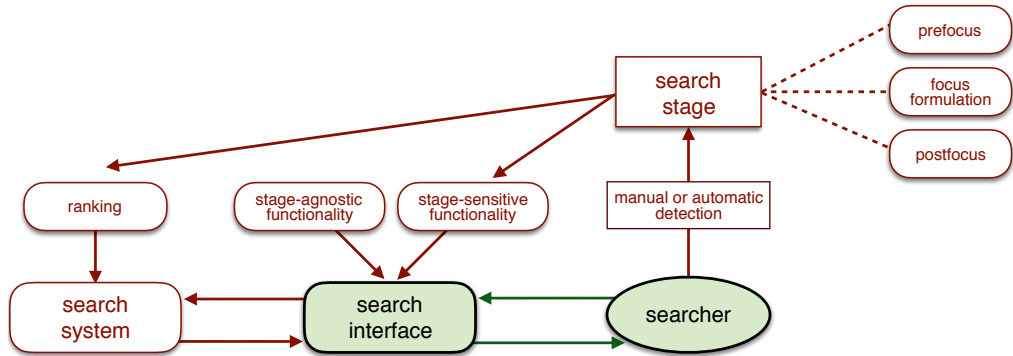 prefocus
search
stage
focus
formulation
postfocus
ranking
stage-agnostic
functionality
stage-sensitive
functionality
manual or automatic
detection
search
system
search
interface
searcher